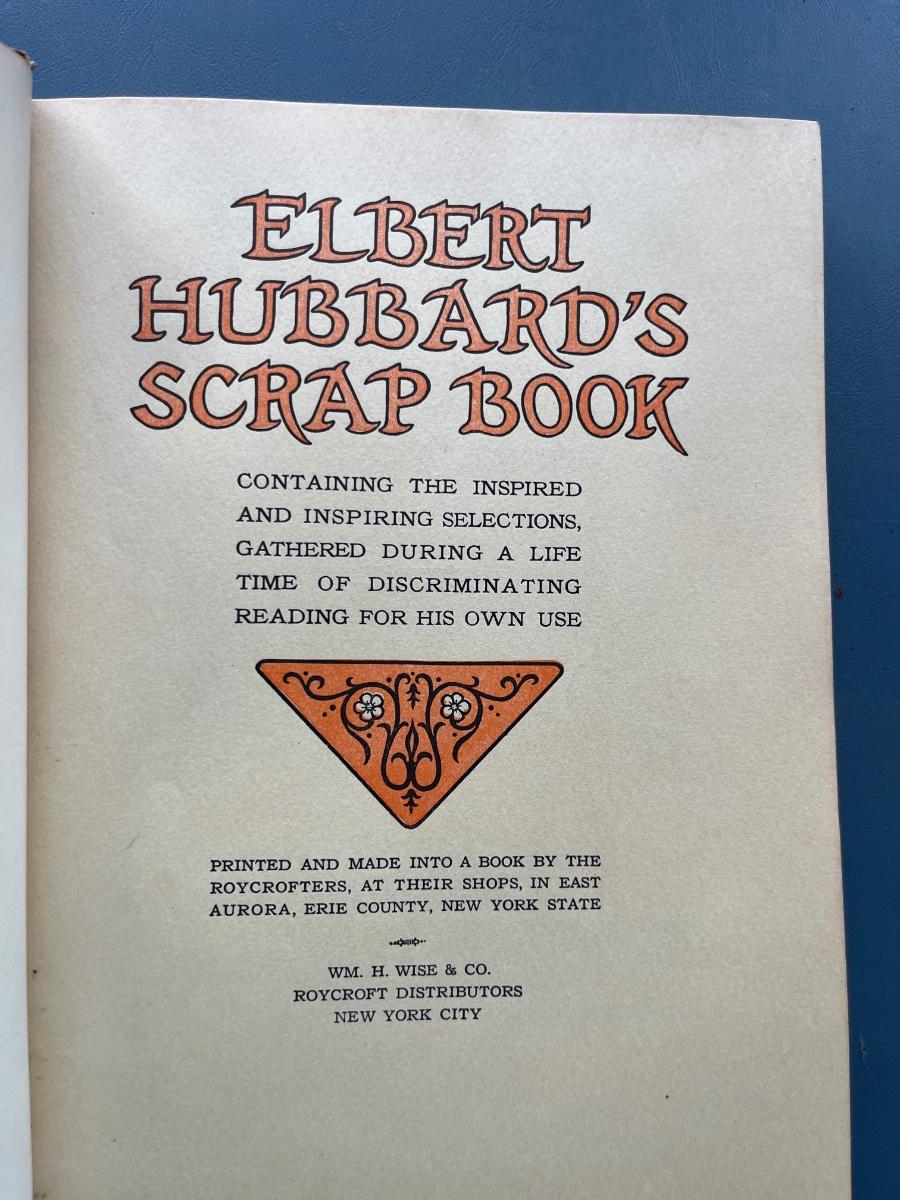 ELBERT
HUBBARD'S
SCRAP BOOK
CONTAINING THE INSPIRED
AND INSPIRING SELECTIONS,
GATHERED DURING A LIFE
TIME OF DISCRIMINATING
READING FOR HIS OWN USE
PRINTED AND MADE INTO A BOOK BY THE
ROYCROFTERS, AT THEIR SHOPS, IN EAST
AURORA, ERIE COUNTY, NEW YORK STATE
WM. H. WISE & CO.
ROYCROFT DISTRIBUTORS
NEW YORK CITY